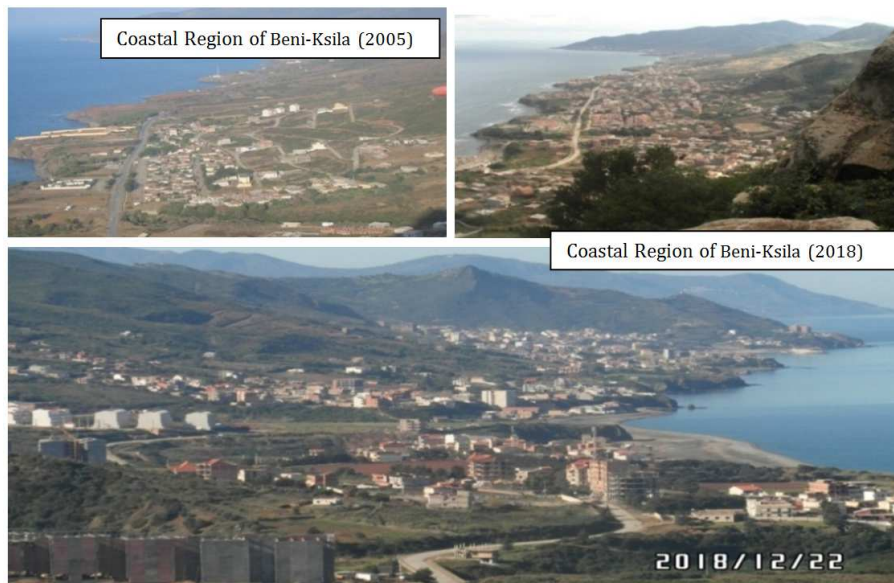 Coastal Region of Beni-Ksila (2005)
Coastal Region of Beni-Ksila (2018)
2018/12/22